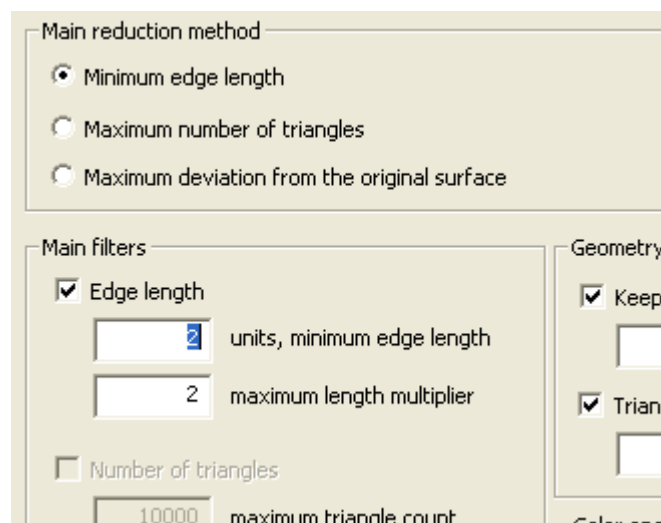 Main reduction method
Minimum edge length
Maximum number of triangles
Maximum deviation from the original surface
Main filters
Edge length
2 units, minimum edge length
2 maximum length multiplier
Number of triangles
10000 maximum triangle count
Geometry
Keep